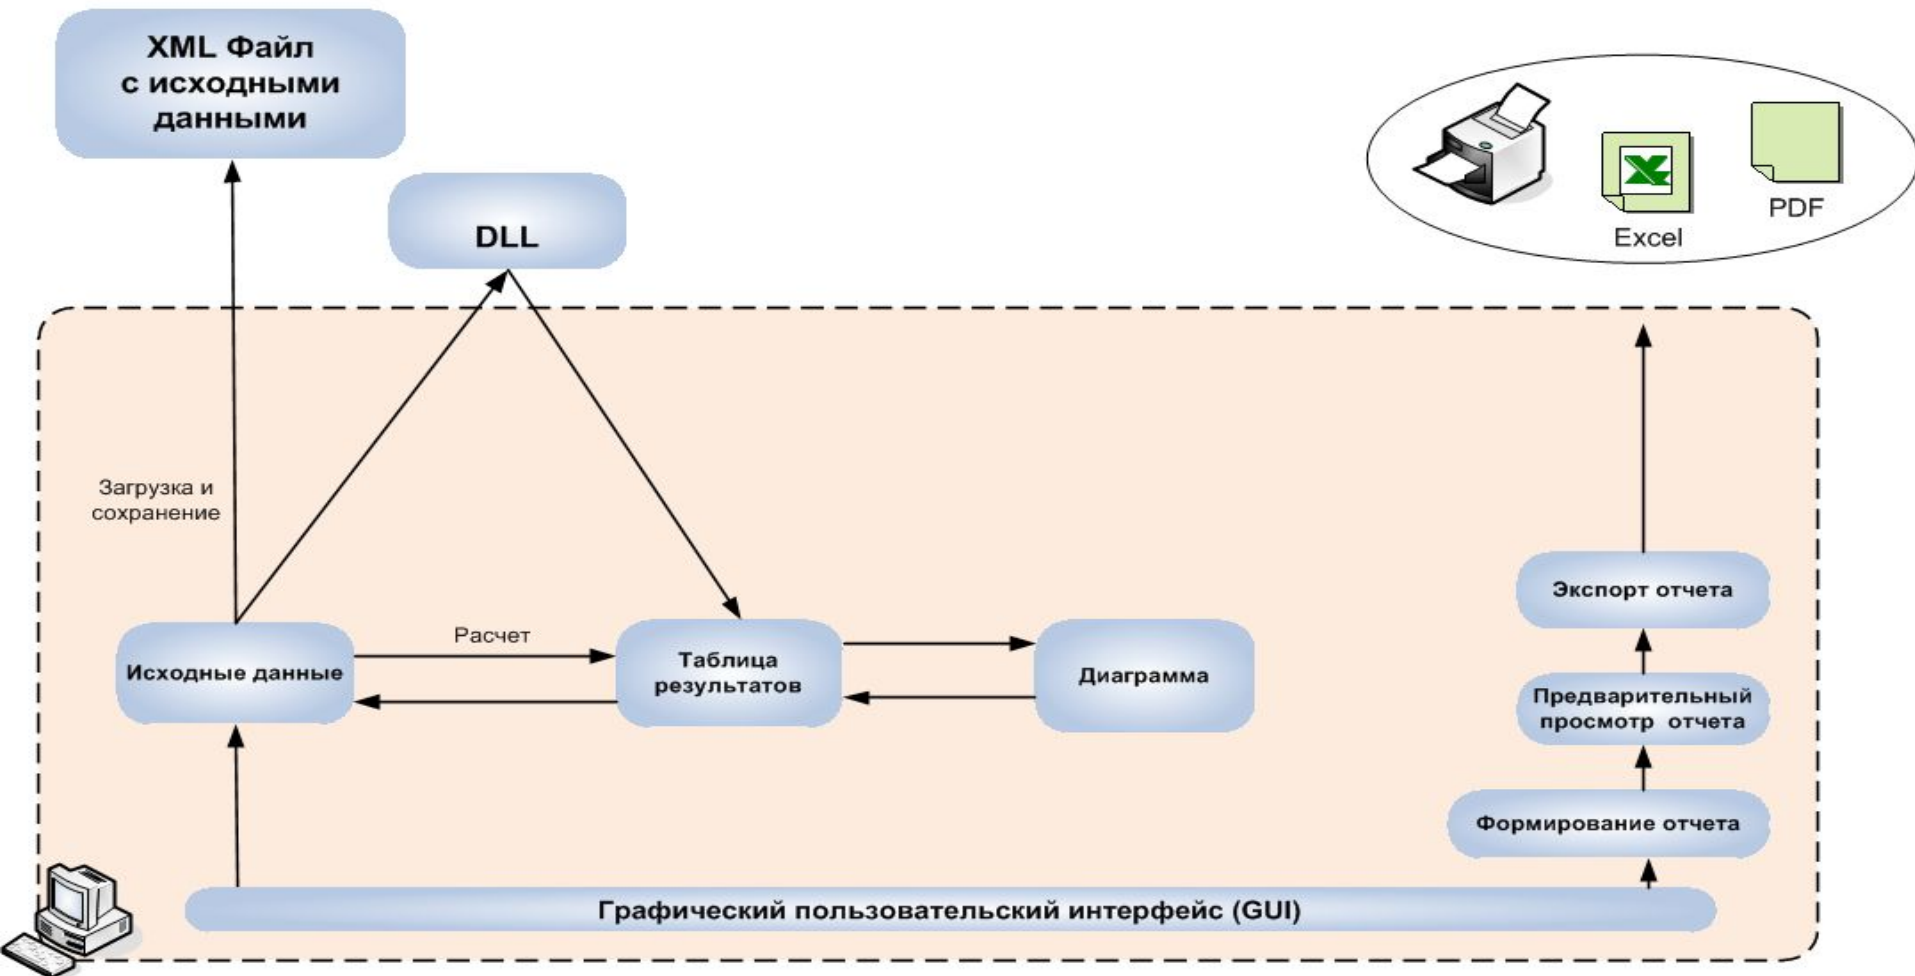 XML Файл
с исходными
данными
DLL
Excel
PDF
Загрузка и
сохранение
Исходные данные
Расчет
Таблица
результатов
Диаграмма
Экспорт отчета
Предварительный
просмотр отчета
Формирование отчета
Графический пользовательский интерфейс (GUI)